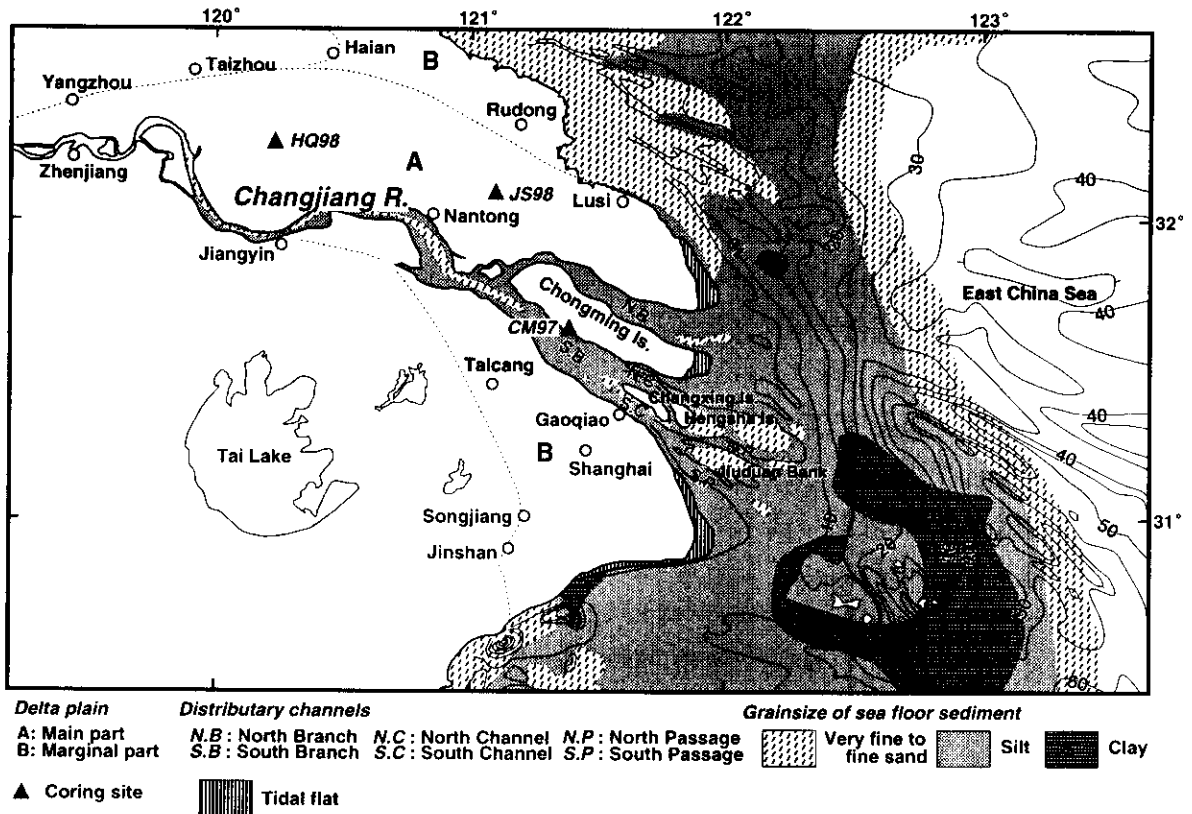 120° 121° 122° 123°
Haian
B
Taizhou
Yangzhou
Rudong
HQ98
A
Zhenjiang
JS98
Changjiang R.
Nantong
Lusi
Jiangyin
30
40
32°
East China Sea
40
Chongming Is.
N.B
CM97
S.B
Taicang
N.C
S.C
Changxing Is.
Hengsha Is.
Gaoqiao
40
40
B
Shanghai
Jiuduan Bank
Tai Lake
50
31°
Songjiang
Jinshan
20
Delta plain
A: Main part
B: Marginal part
Distributary channels
N.B : North Branch N.C : North Channel N.P : North Passage
S.B : South Branch S.C : South Channel S.P : South Passage
Grainsize of sea floor sediment
Very fine to fine sand
Silt
Clay
Coring site
Tidal flat